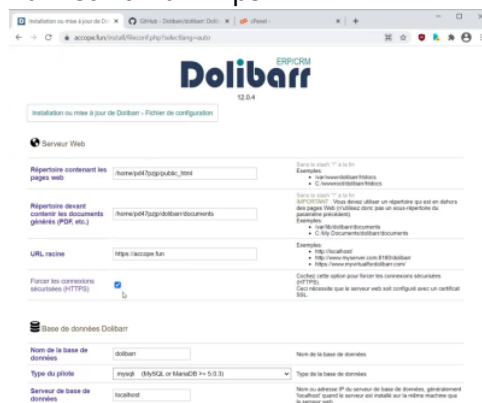 Installation ou mise à jour de Do
GitHub - Dolibarr/dolibarr: Doli
cPanel -
accope.fun/install/fileconf.php?selectlang=auto
Dolibarr
ERP/CRM
12.0.4
Installation ou mise à jour de Dolibarr - Fichier de configuration
Serveur Web
Répertoire contenant les
pages web
/home/pd47pzjp/public_html
Sans le slash "/" à la fin
Exemples:
/var/www/dolibarr/htdocs
C:/wwwroot/dolibarr/htdocs
Répertoire devant
contenir les documents
générés (PDF, etc.)
/home/pd47pzjp/dolibarr/documents
Sans le slash "/" à la fin
IMPORTANT : Vous devez utiliser un répertoire qui est en dehors
des pages Web (n'utilisez donc pas un sous-répertoire du
paramètre précédent).
Exemples:
/var/lib/dolibarr/documents
C:/My Documents/dolibarr/documents
URL racine
https://accope.fun
Exemples:
http://localhost/
http://www.myserver.com:8180/dolibarr
https://www.myvirtualfordolibarr.com/
Forcer les connexions
sécurisées (HTTPS)
Cochez cette option pour forcer les connexions sécurisées
(HTTPS)
Ceci nécessite que le serveur web soit configuré avec un certificat
SSL.
Base de données Dolibarr
Nom de la base de
données
dolibarr
Nom de la base de données
Type du pilote
mysqli (MySQL or MariaDB >= 5.0.3)
Type de la base de données
Serveur de base de
données
localhost
Nom ou adresse IP du serveur de base de données, généralement
'localhost' quand le serveur est installé sur la même machine que
le serveur web